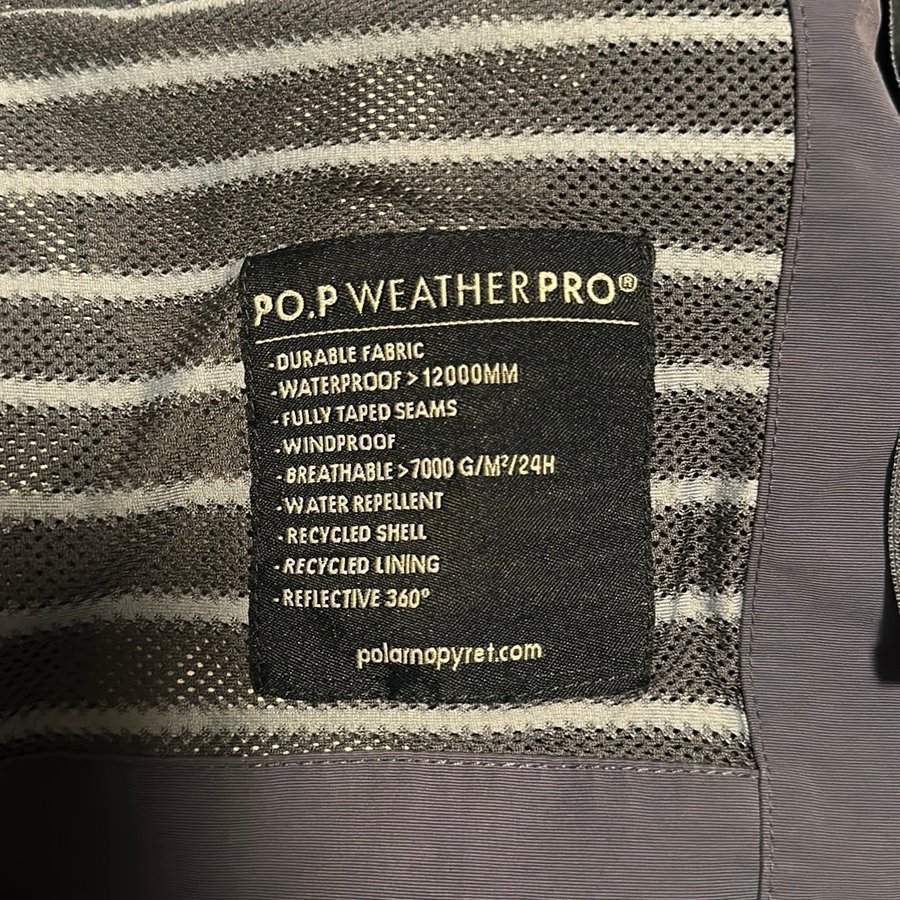 PO.P WEATHERPRO®
-DURABLE FABRIC
-WATERPROOF > 12000MM
-FULLY TAPED SEAMS
-WINDPROOF
-BREATHABLE >7000 G/M²/24H
-WATER REPELLENT
-RECYCLED SHELL
-RECYCLED LINING
-REFLECTIVE 360°
polarnopyret.com